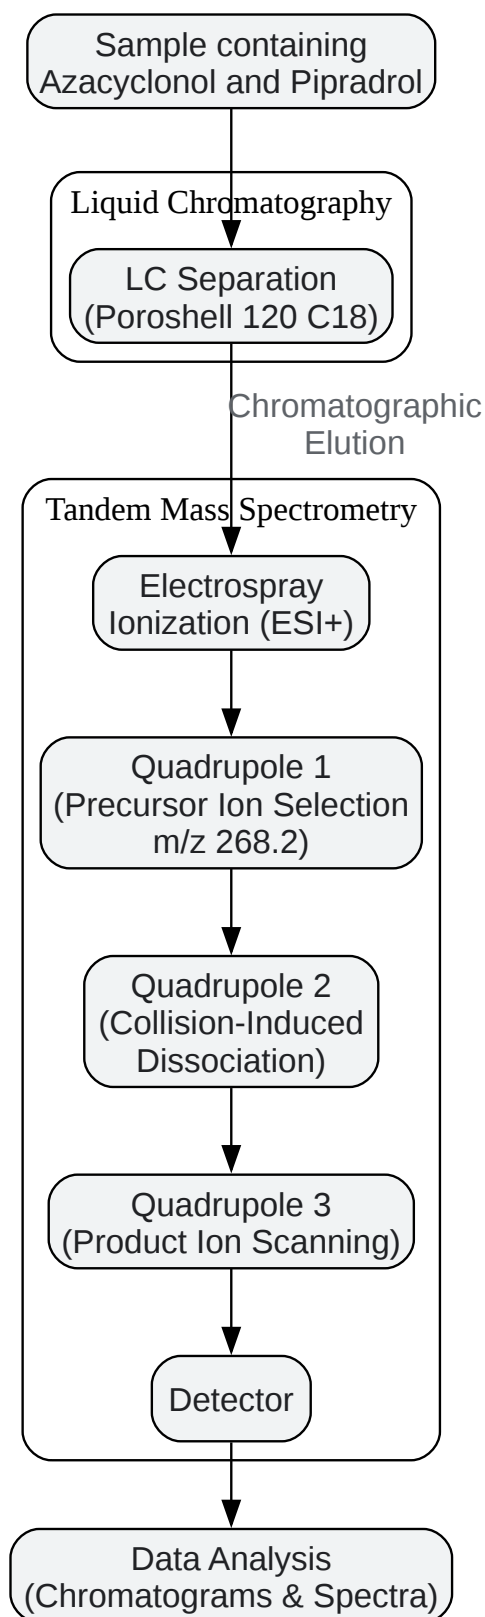 Sample containing
Azacyclonol and Pipradrol
Liquid Chromatography
LC Separation
(Poroshell 120 C18)
Chromatographic
Elution
Tandem Mass Spectrometry
Electrospray
Ionization (ESI+)
Quadrupole 1
(Precursor Ion Selection
m/z 268.2)
Quadrupole 2
(Collision-Induced
Dissociation)
Quadrupole 3
(Product Ion Scanning)
Detector
Data Analysis
(Chromatograms & Spectra)